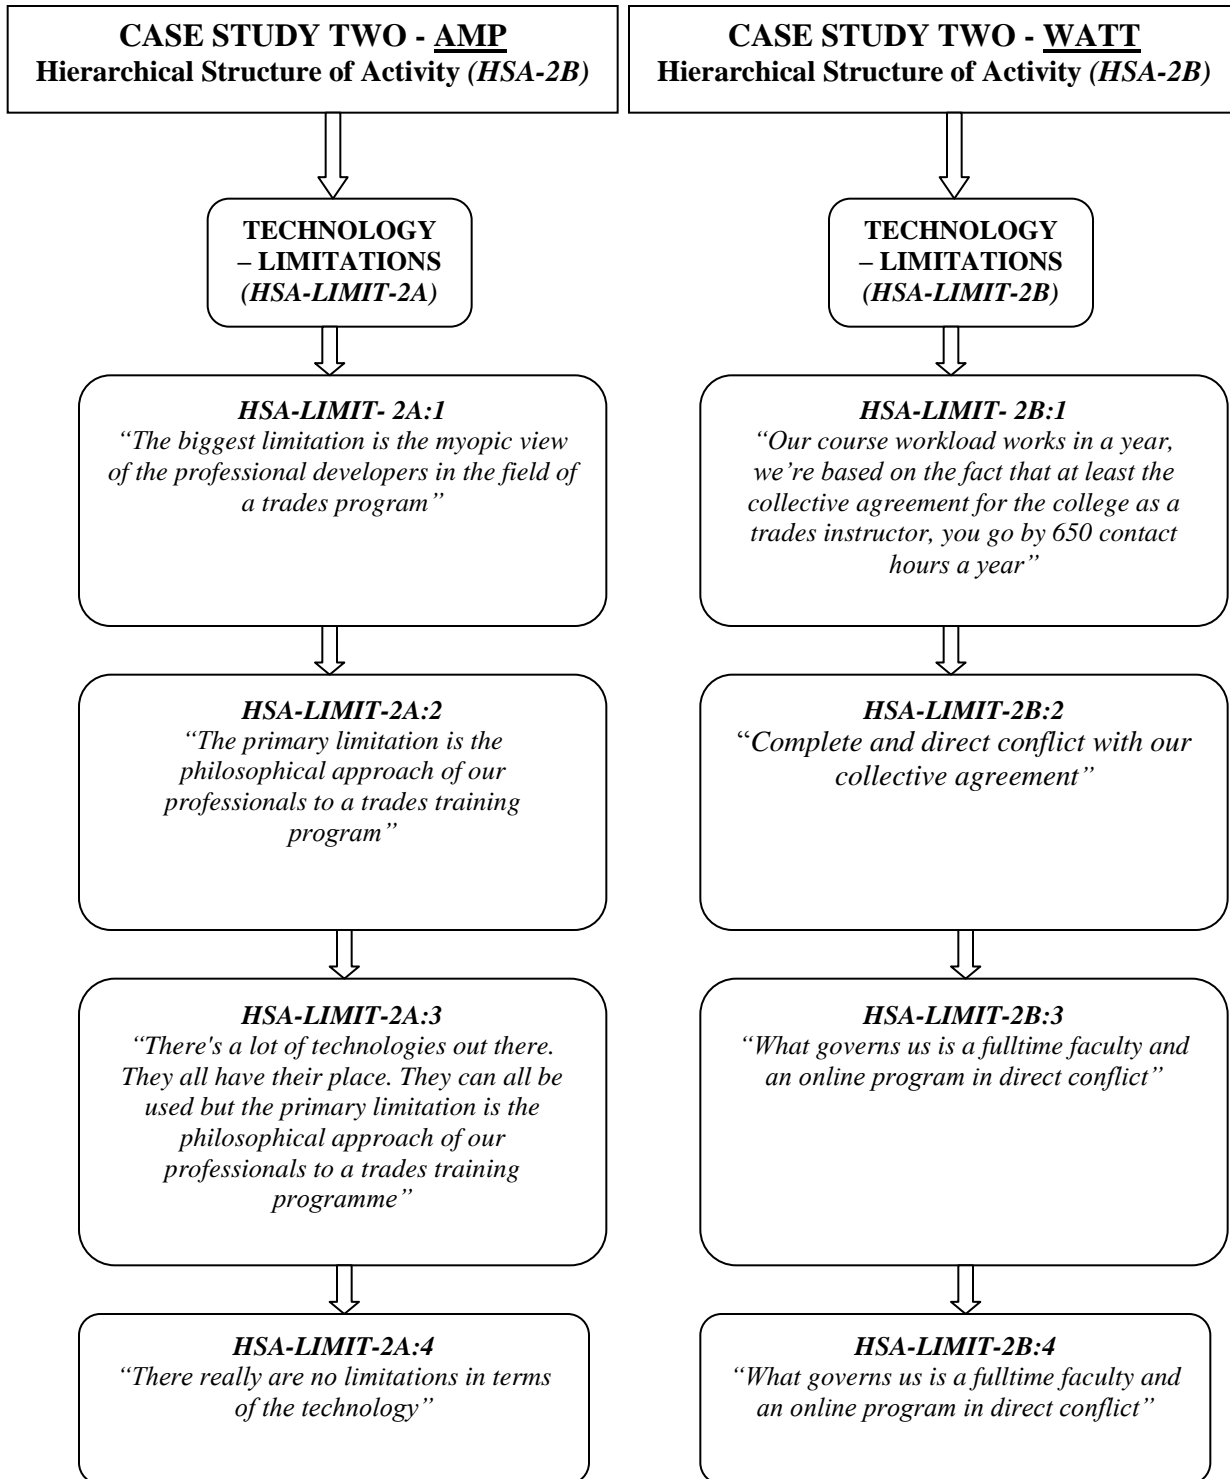 CASE STUDY TWO - AMP
Hierarchical Structure of Activity (HSA-2B)
TECHNOLOGY
– LIMITATIONS
(HSA-LIMIT-2A)
HSA-LIMIT- 2A:1
“The biggest limitation is the myopic view
of the professional developers in the field of
a trades program”
HSA-LIMIT-2A:2
“The primary limitation is the
philosophical approach of our
professionals to a trades training
program”
HSA-LIMIT-2A:3
“There's a lot of technologies out there.
They all have their place. They can all be
used but the primary limitation is the
philosophical approach of our
professionals to a trades training
programme”
HSA-LIMIT-2A:4
“There really are no limitations in terms
of the technology”
CASE STUDY TWO - WATT
Hierarchical Structure of Activity (HSA-2B)
TECHNOLOGY
– LIMITATIONS
(HSA-LIMIT-2B)
HSA-LIMIT- 2B:1
“Our course workload works in a year,
we’re based on the fact that at least the
collective agreement for the college as a
trades instructor, you go by 650 contact
hours a year”
HSA-LIMIT-2B:2
“Complete and direct conflict with our
collective agreement”
HSA-LIMIT-2B:3
“What governs us is a fulltime faculty and
an online program in direct conflict”
HSA-LIMIT-2B:4
“What governs us is a fulltime faculty and
an online program in direct conflict”